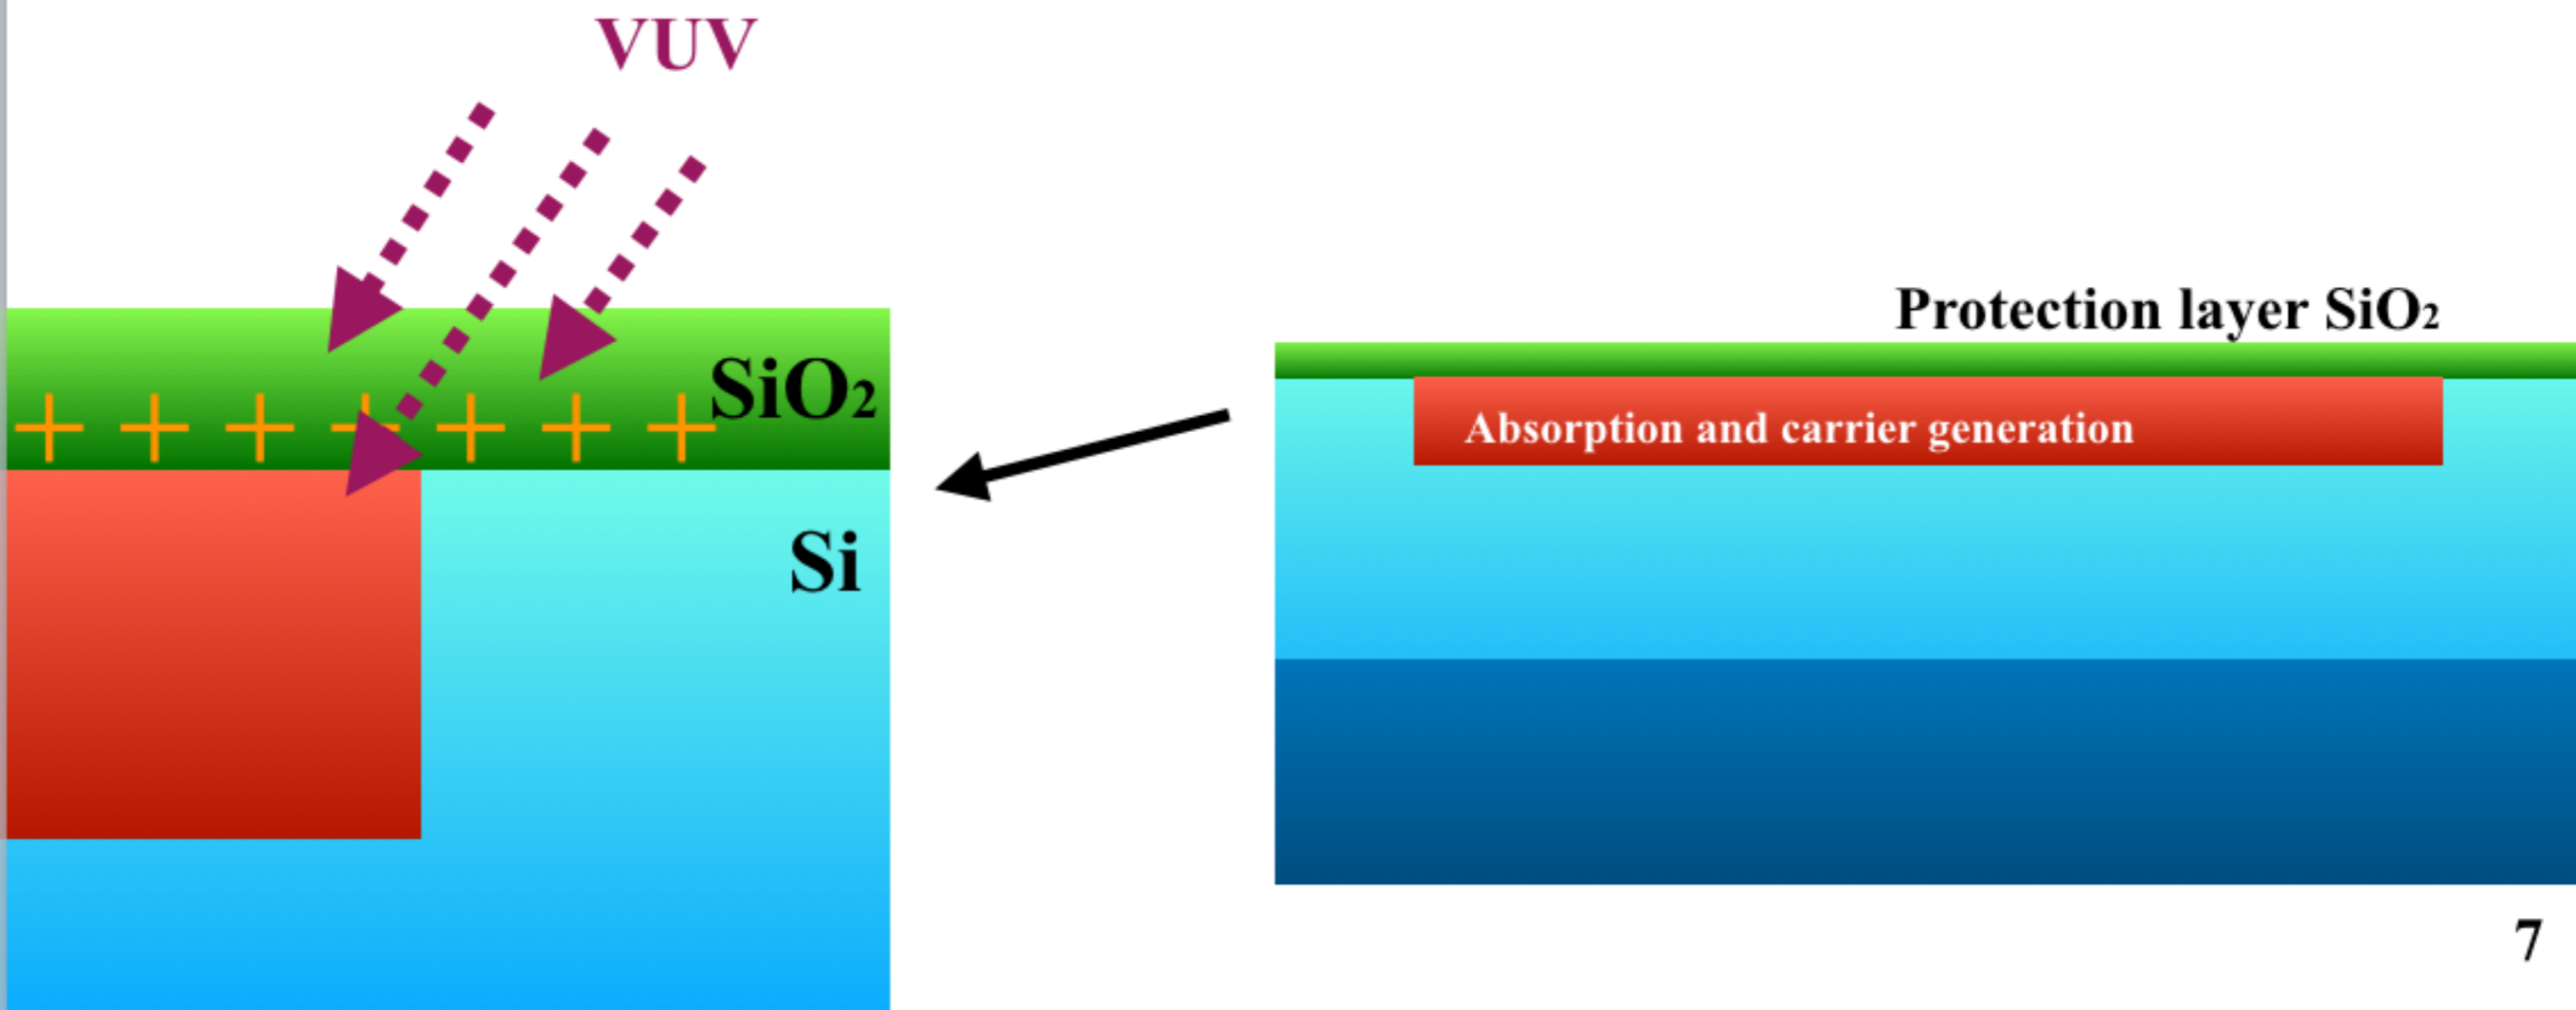 VUV
SiO₂
Si
Protection layer SiO₂
Absorption and carrier generation
7